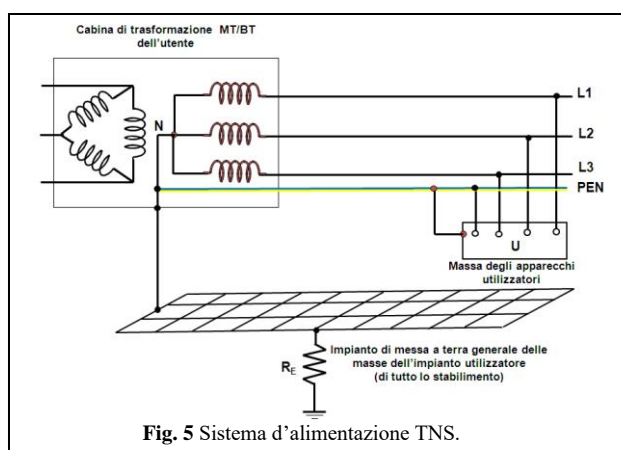 Cabina di trasformazione MT/BT
dell'utente
N
L1
L2
L3
PEN
U
Massa degli apparecchi
utilizzatori
Impianto di messa a terra generale delle
masse dell'impianto utilizzatore
(di tutto lo stabilimento)
RE
Fig. 5 Sistema d'alimentazione TNS.